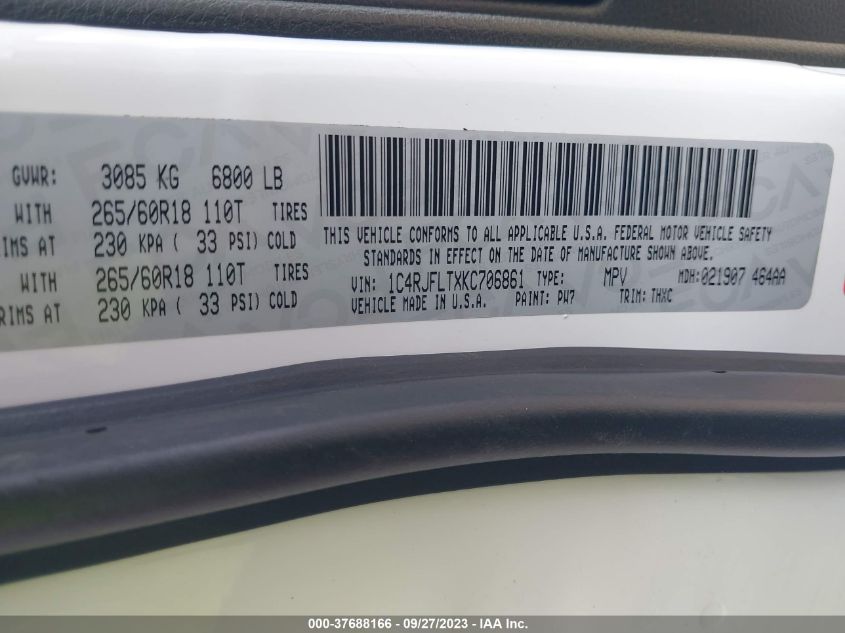 GVWR: 3085 KG 6800 LB
WITH 265/60R18 110T TIRES
IMS AT 230 KPA ( 33 PSI) COLD
WITH 265/60R18 110T TIRES
RIMS AT 230 KPA ( 33 PSI) COLD
THIS VEHICLE CONFORMS TO ALL APPLICABLE U.S.A. FEDERAL MOTOR VEHICLE SAFETY
STANDARDS IN EFFECT ON THE DATE OF MANUFACTURE SHOWN ABOVE.
VIN: 1C4RJFLTXKC706861 TYPE: MPV MDH:021907 464AA
VEHICLE MADE IN U.S.A. PAINT: PW7 TRIM: THXC
000-37688166 - 09/27/2023 - IAA Inc.